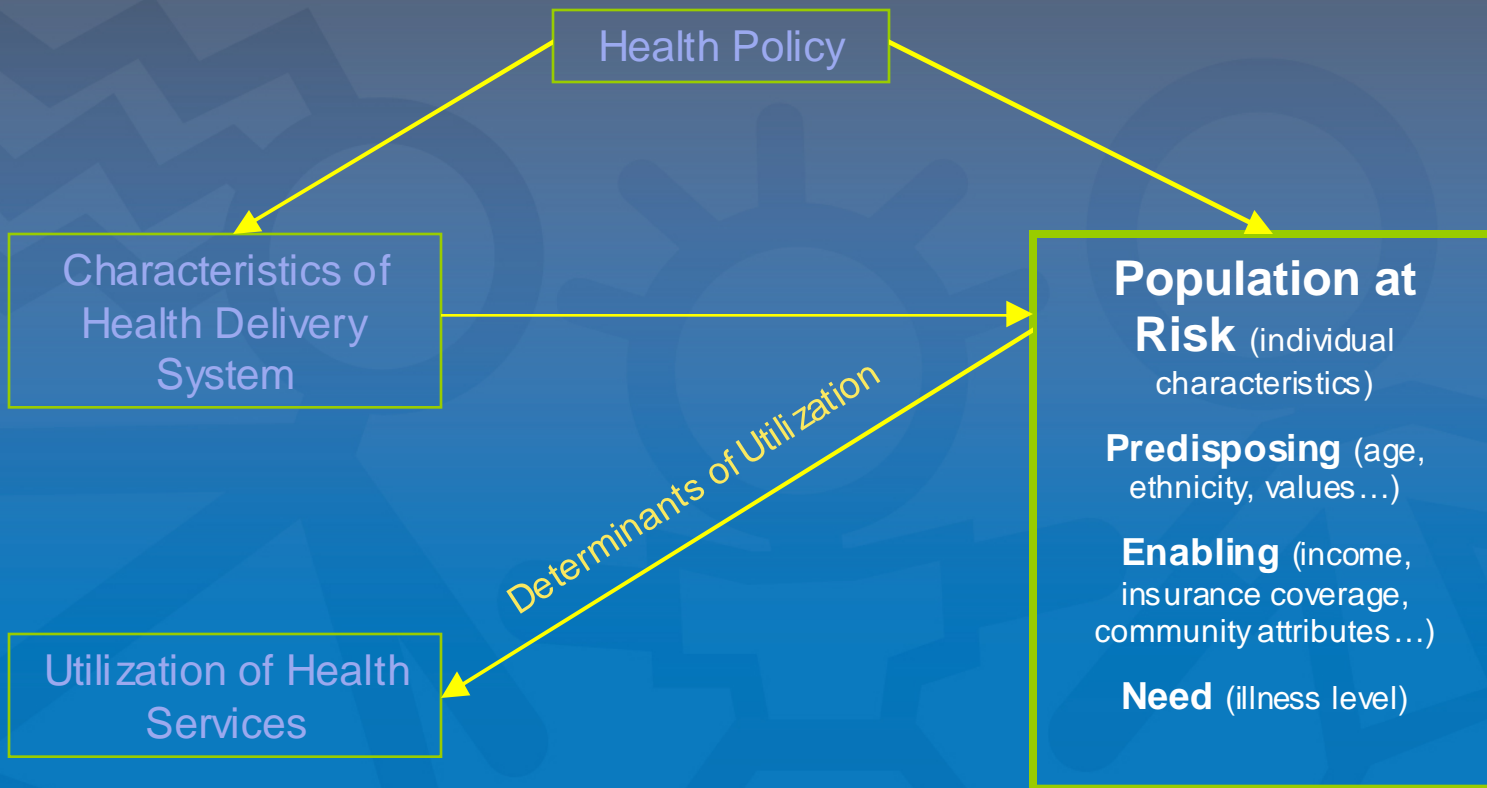 Health Policy
Characteristics of
Health Delivery
System
Population at
Risk (individual
characteristics)
Predisposing (age,
ethnicity, values…)
Enabling (income,
insurance coverage,
community attributes…)
Need (illness level)
Determinants of Utilization
Utilization of Health
Services